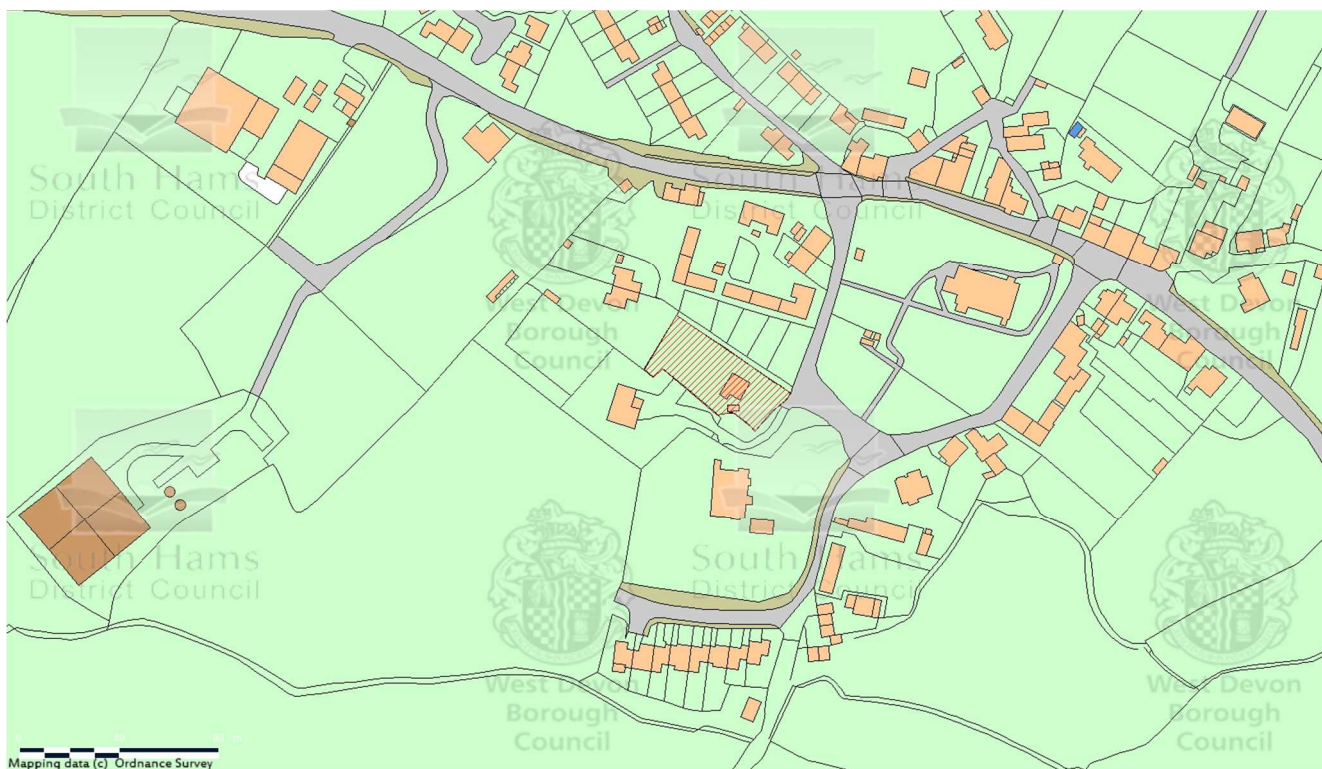 South Hams
District Council
South Hams
District Council
West Devon
Borough
Council
West Devon
Borough
Council
South Hams
District Council
South Hams
District Council
West Devon
Borough
Council
West Devon
Borough
Council
Mapping data (c) Ordnance Survey